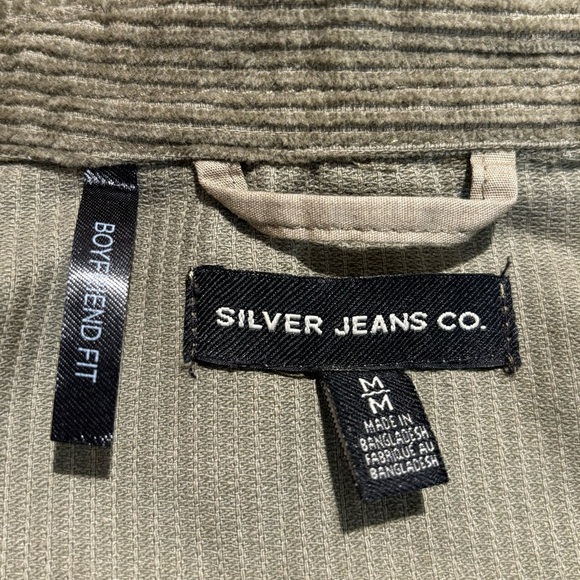 BOYFRIEND FIT
SILVER JEANS CO.
M
M
MADE IN
BANGLADESH
FABRIQUE AU
BANGLADESH